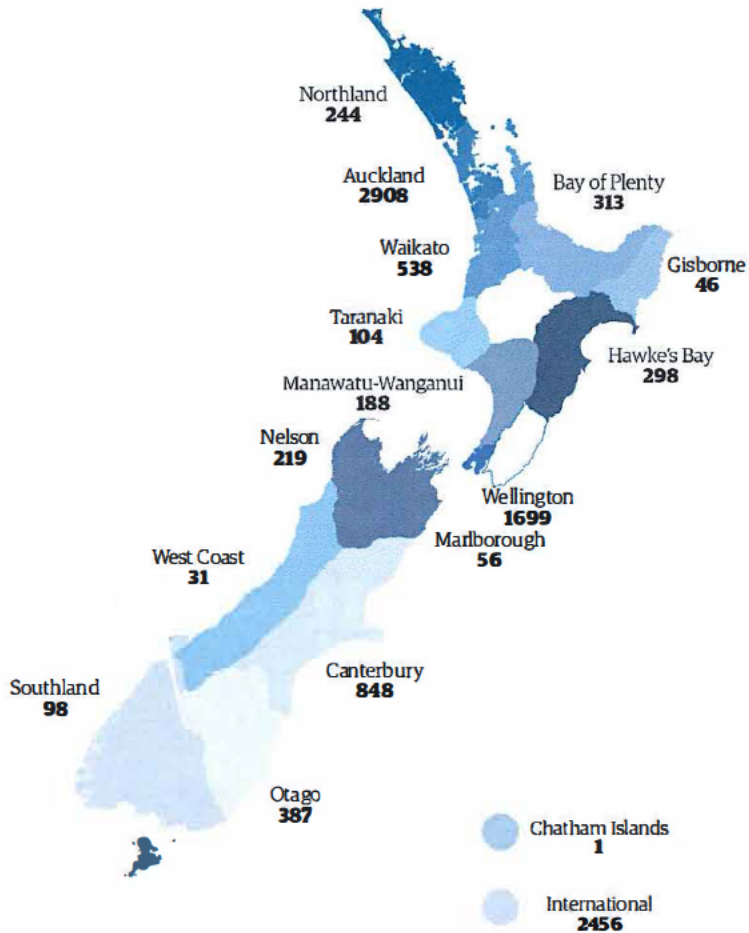 Northland
244
Auckland
2908
Bay of Plenty
313
Waikato
538
Gisborne
46
Taranaki
104
Hawke's Bay
298
Manawatu-Wanganui
188
Nelson
219
Wellington
1699
Marlborough
56
West Coast
31
Canterbury
848
Southland
98
Otago
387
Chatham Islands
1
International
2456